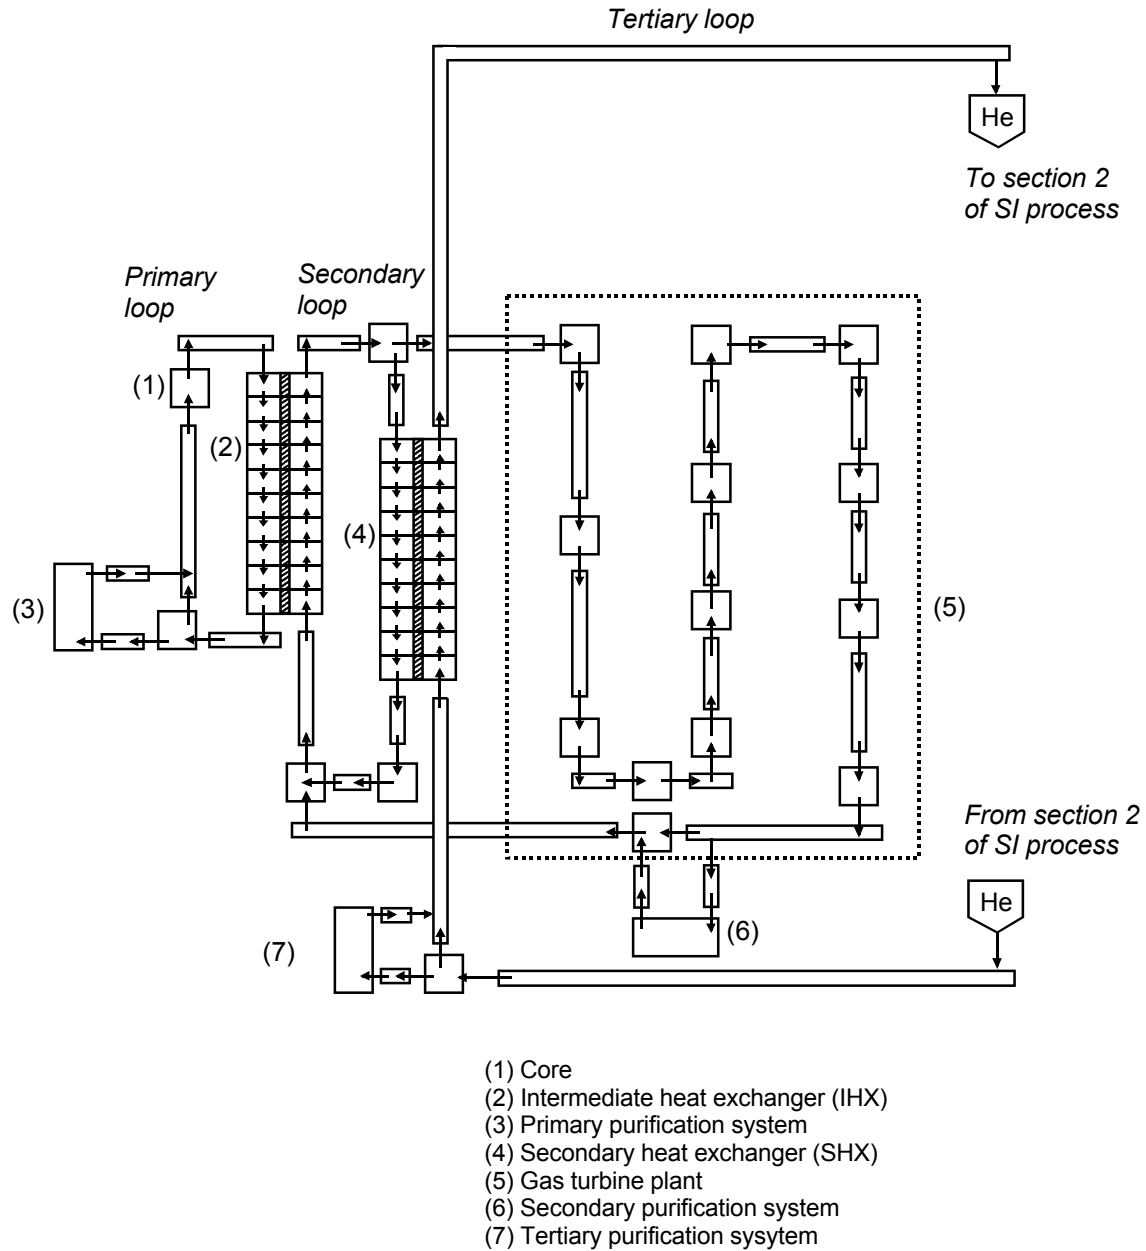 Tertiary loop
He
To section 2
of SI process
Primary
loop
Secondary
loop
(1)
(2)
(4)
(3)
(5)
From section 2
of SI process
He
(6)
(7)
(1) Core
(2) Intermediate heat exchanger (IHX)
(3) Primary purification system
(4) Secondary heat exchanger (SHX)
(5) Gas turbine plant
(6) Secondary purification system
(7) Tertiary purification sysytem